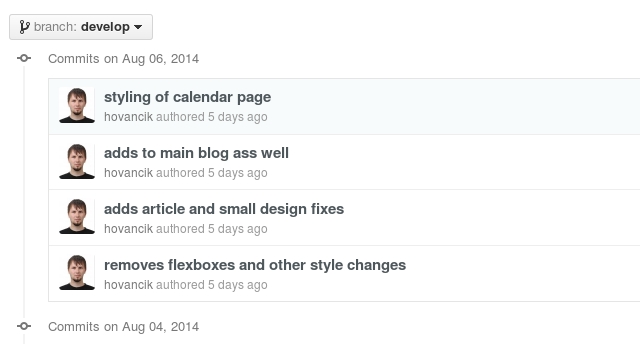 branch: develop
Commits on Aug 06, 2014
styling of calendar page
hovancik authored 5 days ago
adds to main blog ass well
hovancik authored 5 days ago
adds article and small design fixes
hovancik authored 5 days ago
removes flexboxes and other style changes
hovancik authored 5 days ago
Commits on Aug 04, 2014